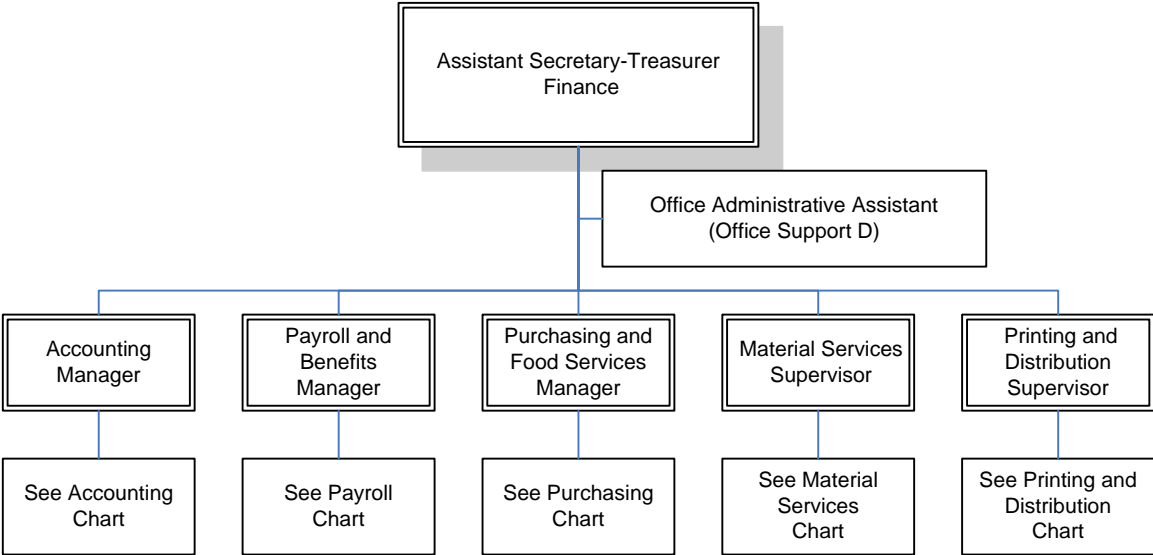 Assistant Secretary-Treasurer
Finance
Office Administrative Assistant
(Office Support D)
Accounting
Manager
Payroll and
Benefits
Manager
Purchasing and
Food Services
Manager
Material Services
Supervisor
Printing and
Distribution
Supervisor
See Accounting
Chart
See Payroll
Chart
See Purchasing
Chart
See Material
Services
Chart
See Printing and
Distribution
Chart